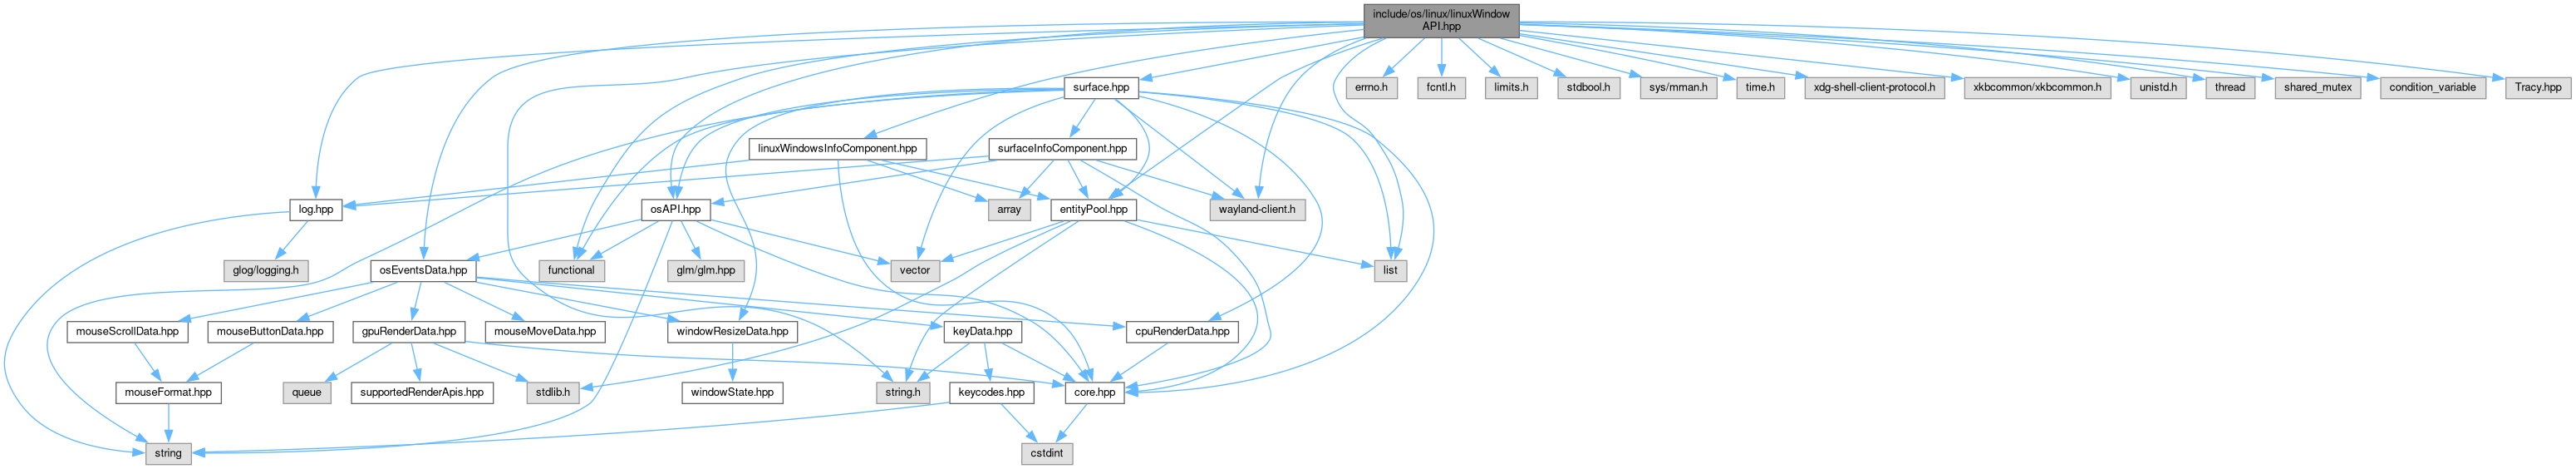 include/os/linux/linuxWindow
API.hpp
surface.hpp
errno.h
fcntl.h
limits.h
stdbool.h
sys/mman.h
time.h
xdg-shell-client-protocol.h
xkbcommon/xkbcommon.h
unistd.h
thread
shared_mutex
condition_variable
Tracy.hpp
linuxWindowsInfoComponent.hpp
surfaceInfoComponent.hpp
log.hpp
osAPI.hpp
array
entityPool.hpp
wayland-client.h
glog/logging.h
osEventsData.hpp
functional
glm/glm.hpp
vector
list
mouseScrollData.hpp
mouseButtonData.hpp
gpuRenderData.hpp
mouseMoveData.hpp
windowResizeData.hpp
keyData.hpp
cpuRenderData.hpp
mouseFormat.hpp
queue
supportedRenderApis.hpp
stdlib.h
windowState.hpp
string.h
keycodes.hpp
core.hpp
string
cstdint